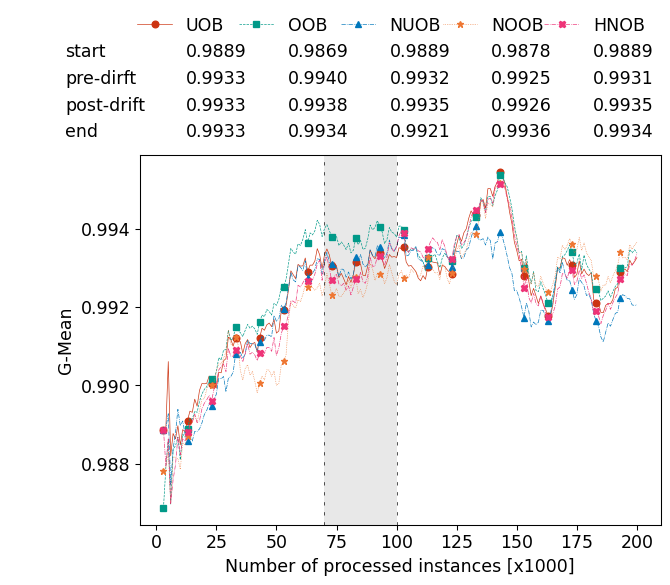 UOB OOB NUOB NOOB HNOB
start 0.9889 0.9869 0.9889 0.9878 0.9889
pre-dirft 0.9933 0.9940 0.9932 0.9925 0.9931
post-drift 0.9933 0.9938 0.9935 0.9926 0.9935
end 0.9933 0.9934 0.9921 0.9936 0.9934
0.994
0.992
0.990
0.988
G-Mean
0 25 50 75 100 125 150 175 200
Number of processed instances [x1000]